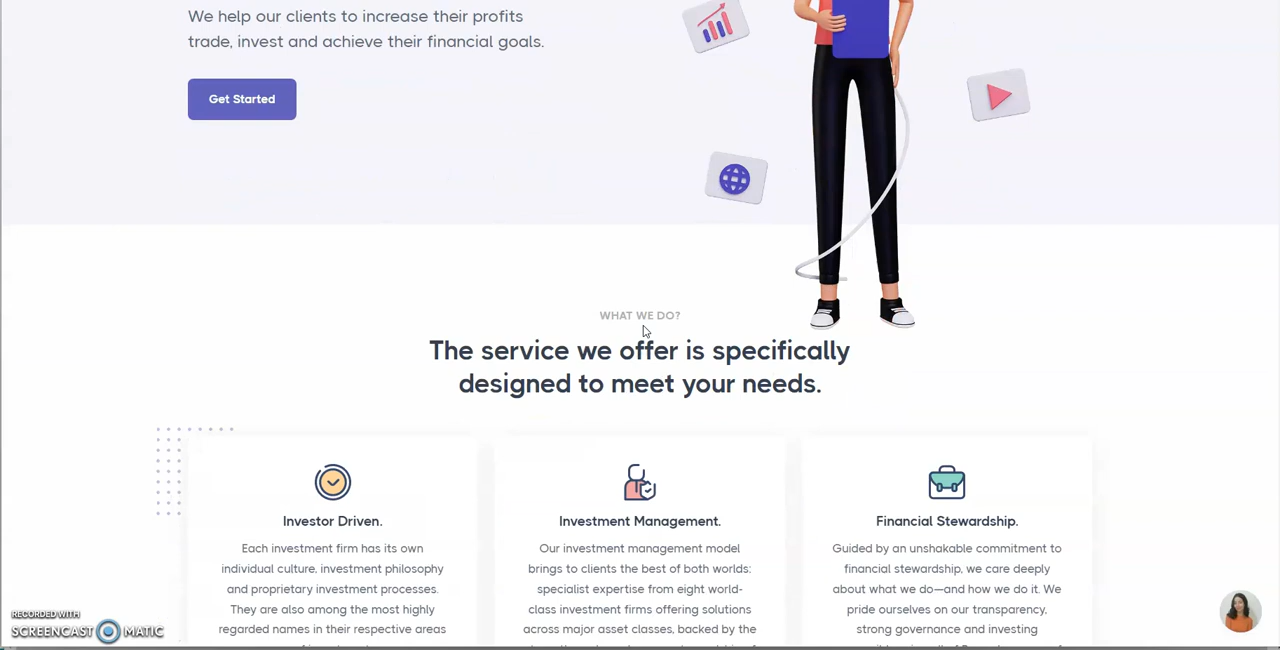 We help our clients to increase their profits
trade, invest and achieve their financial goals.
Get Started
WHAT WE DO?
The service we offer is specifically
designed to meet your needs.
Investor Driven.
Each investment firm has its own
individual culture, investment philosophy
and proprietary investment processes.
They are also among the most highly
regarded names in their respective areas
Investment Management.
Our investment management model
brings to clients the best of both worlds:
specialist expertise from eight world-
class investment firms offering solutions
across major asset classes, backed by the
Financial Stewardship.
Guided by an unshakable commitment to
financial stewardship, we care deeply
about what we do—and how we do it. We
pride ourselves on our transparency,
strong governance and investing
RECORDED WITH
SCREENCAST MATIC